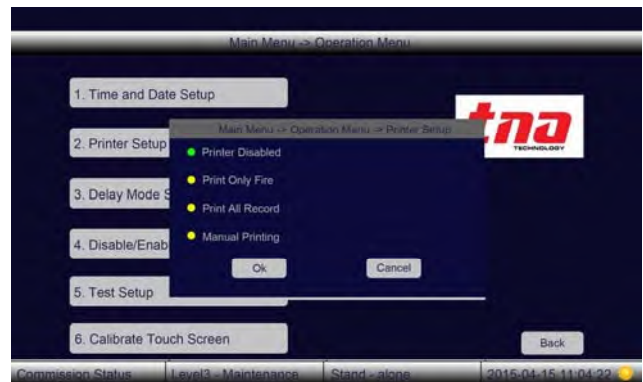 Main Menu -> Operation Menu
1. Time and Date Setup
tna
TECHNOLOGY
2. Printer Setup
Main Menu -> Operation Menu -> Printer Setup
Printer Disabled
Print Only Fire
3. Delay Mode S
Print All Record
Manual Printing
4. Disable/Enab
Ok
Cancel
5. Test Setup
6. Calibrate Touch Screen
Back
Commission Status
Level3 - Maintenance
Stand - alone
2015-04-15 11:04:22